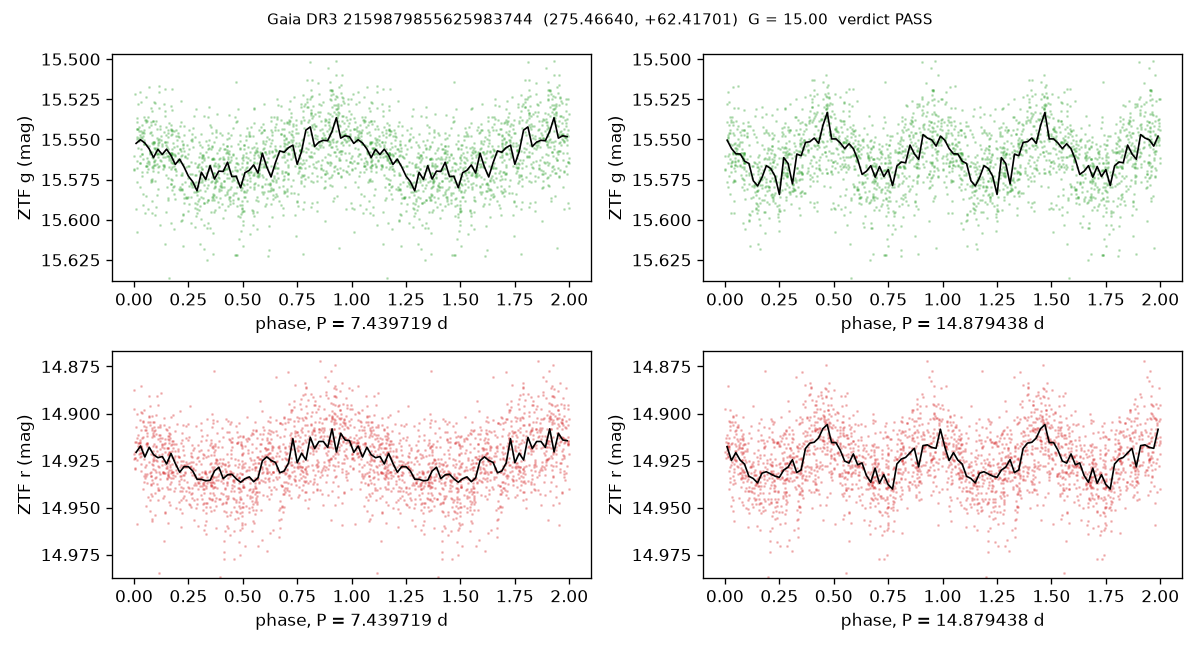 Gaia DR3 2159879855625983744 (275.46640, +62.41701) G = 15.00 verdict PASS
15.500
15.525
15.550
15.575
15.600
15.625
ZTF g (mag)
0.00 0.25 0.50 0.75 1.00 1.25 1.50 1.75 2.00
phase, P = 7.439719 d
15.500
15.525
15.550
15.575
15.600
15.625
ZTF g (mag)
0.00 0.25 0.50 0.75 1.00 1.25 1.50 1.75 2.00
phase, P = 14.879438 d
14.875
14.900
14.925
14.950
14.975
ZTF r (mag)
0.00 0.25 0.50 0.75 1.00 1.25 1.50 1.75 2.00
phase, P = 7.439719 d
14.875
14.900
14.925
14.950
14.975
ZTF r (mag)
0.00 0.25 0.50 0.75 1.00 1.25 1.50 1.75 2.00
phase, P = 14.879438 d